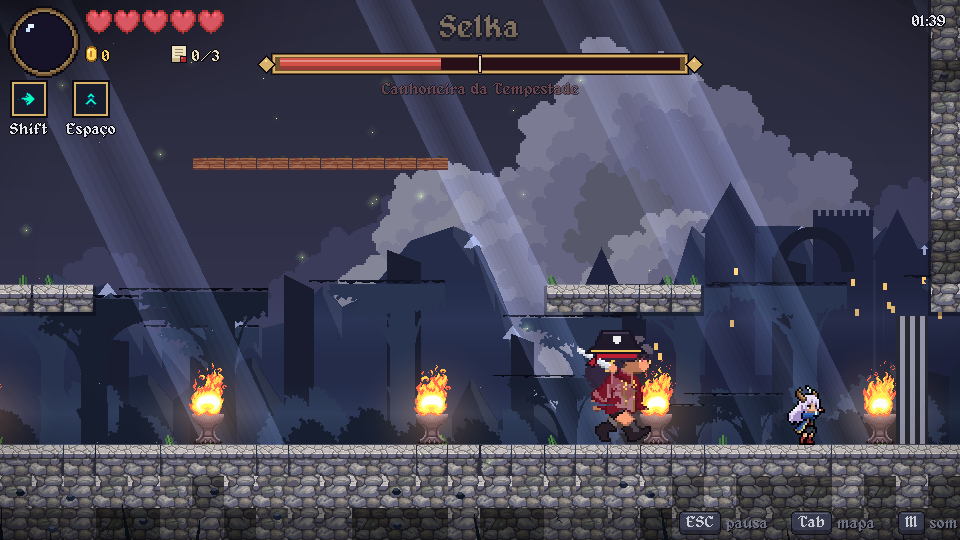 Selka
01:39
0
0/3
Canhoneira da Tempestade
Shift
Espaço
ESC pausa
Tab mapa
M som